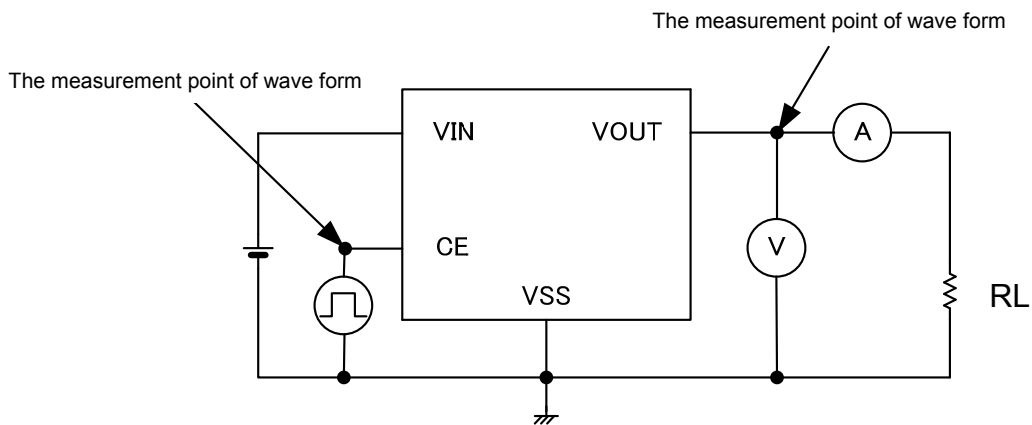 The measurement point of wave form
The measurement point of wave form
VIN
VOUT
A
CE
V
VSS
RL